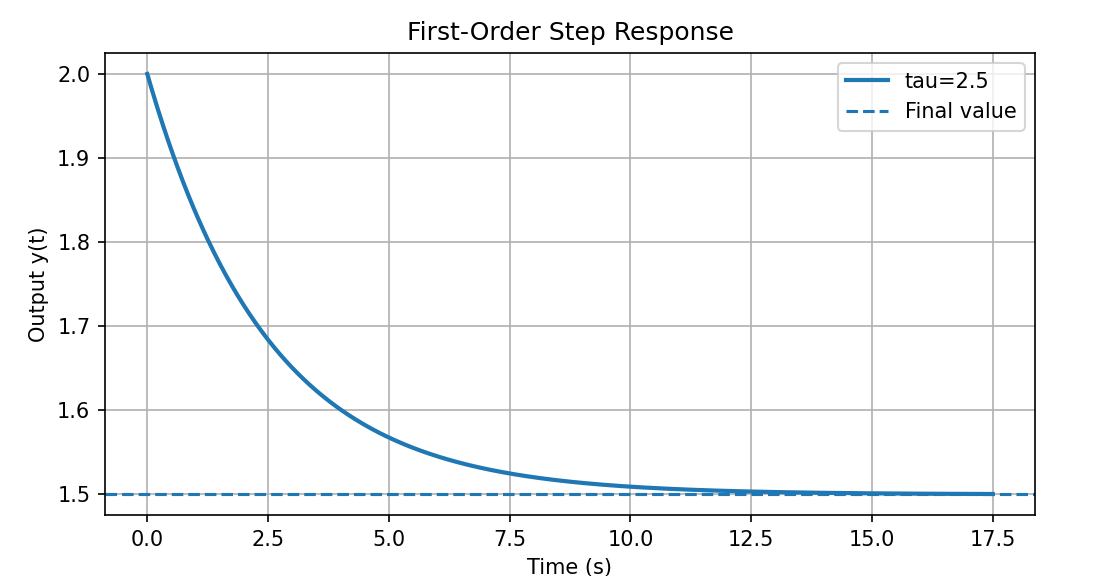 First-Order Step Response
tau=2.5
Final value
Output y(t)
2.0
1.9
1.8
1.7
1.6
1.5
0.0 2.5 5.0 7.5 10.0 12.5 15.0 17.5
Time (s)